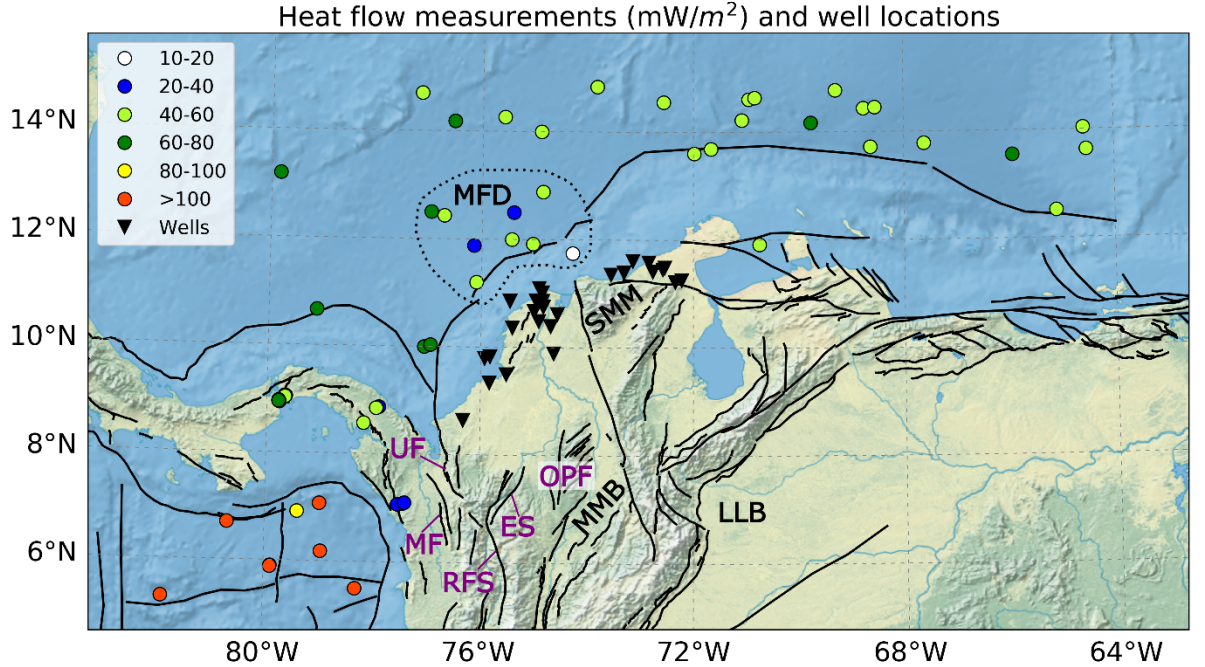 Heat flow measurements (mW/m²) and well locations
10-20
20-40
40-60
60-80
80-100
>100
Wells
14°N
12°N
10°N
8°N
6°N
MFD
SMM
UF
OPF
MMB
LLB
ES
MF
RFS
80°W
76°W
72°W
68°W
64°W